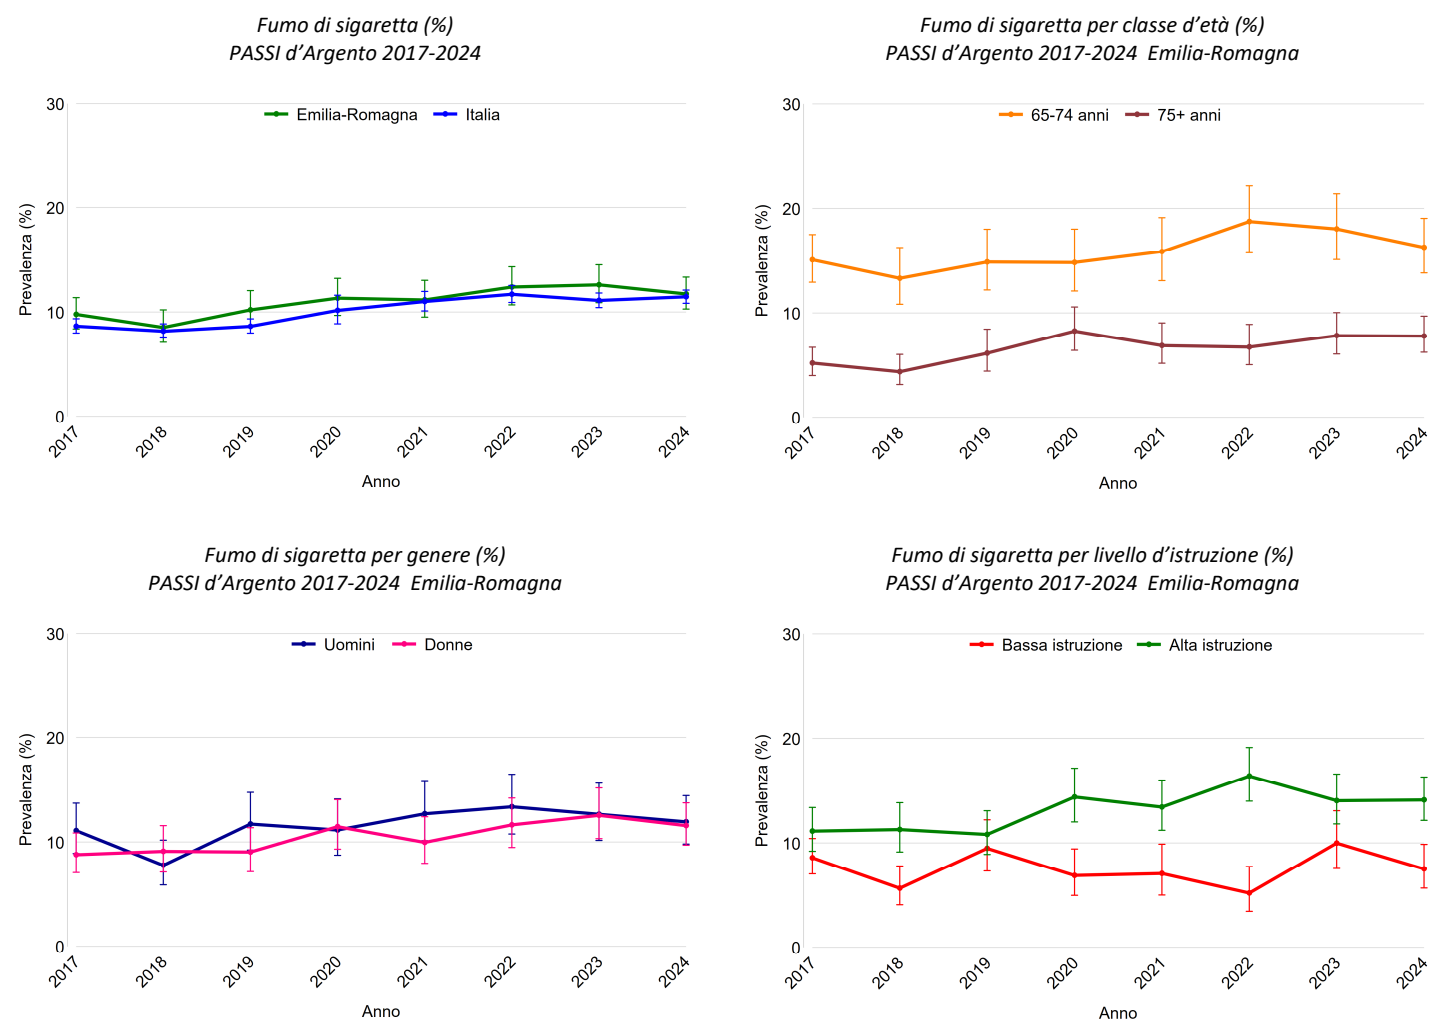 Fumo di sigaretta (%)
PASSI d’Argento 2017-2024
30
20
10
0
Prevalenza (%)
Emilia-Romagna
Italia
2017
2018
2019
2020
2021
2022
2023
2024
Anno
Fumo di sigaretta per classe d’età (%)
PASSI d’Argento 2017-2024 Emilia-Romagna
30
20
10
0
Prevalenza (%)
65-74 anni
75+ anni
2017
2018
2019
2020
2021
2022
2023
2024
Anno
Fumo di sigaretta per genere (%)
PASSI d’Argento 2017-2024 Emilia-Romagna
30
20
10
0
Prevalenza (%)
Uomini
Donne
2017
2018
2019
2020
2021
2022
2023
2024
Anno
Fumo di sigaretta per livello d’istruzione (%)
PASSI d’Argento 2017-2024 Emilia-Romagna
30
20
10
0
Prevalenza (%)
Bassa istruzione
Alta istruzione
2017
2018
2019
2020
2021
2022
2023
2024
Anno